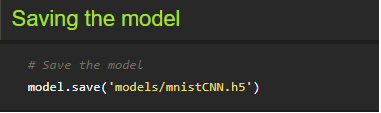 Saving the model
# Save the model
model.save('models/mnistCNN.h5')